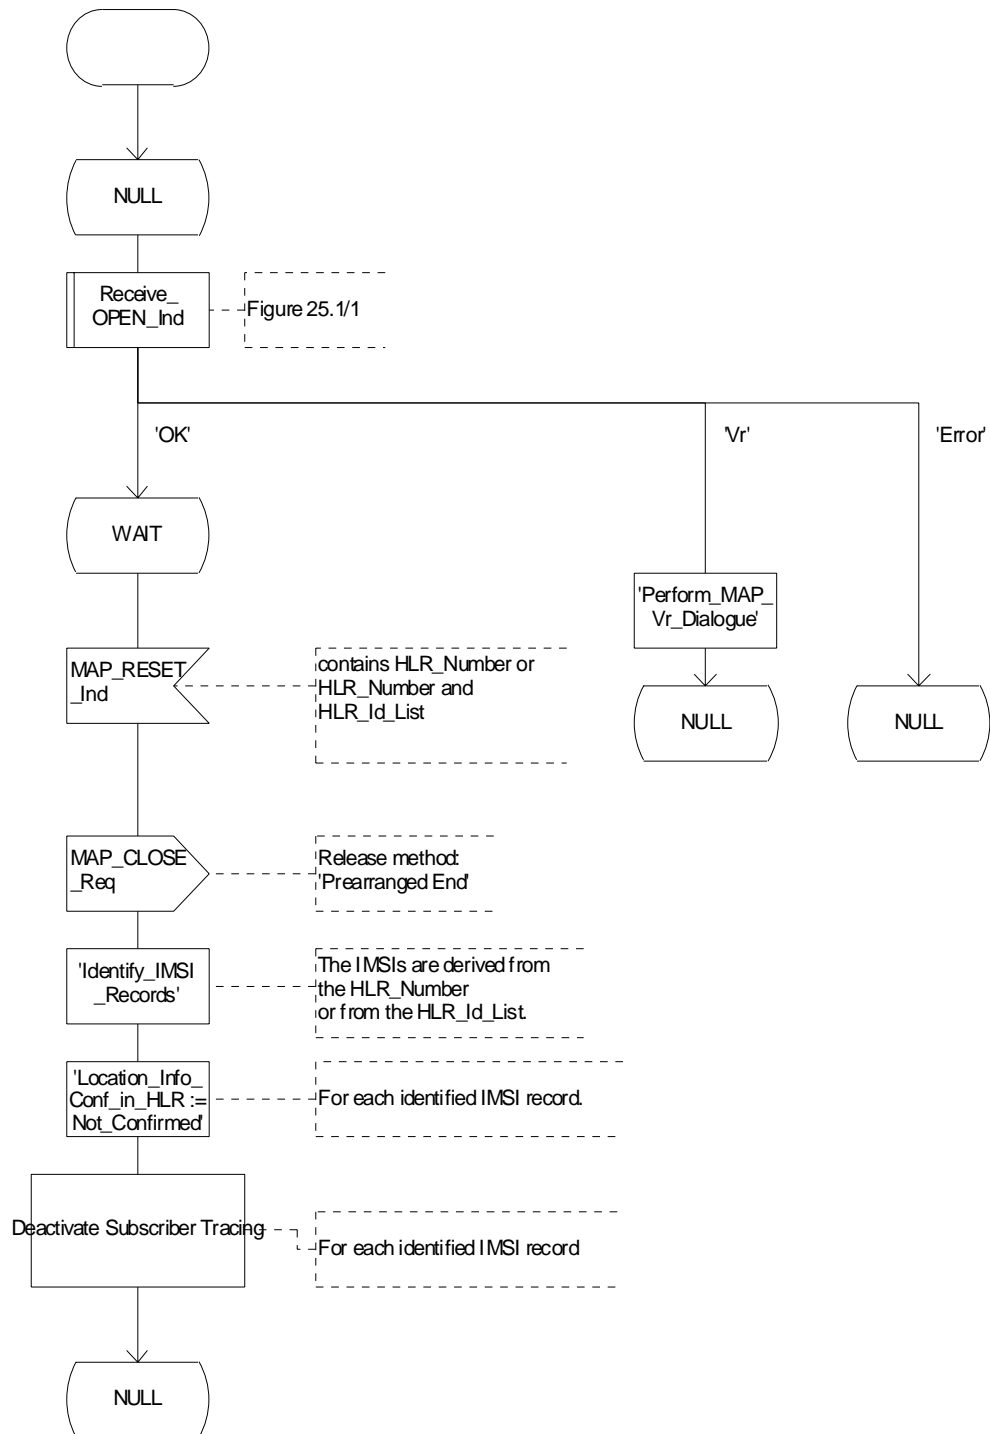 NULL
Receive_
OPEN_Ind
Figure 25.1/1
'OK'
'Vr'
'Error'
WAIT
'Perform_MAP_
Vr_Dialogue'
MAP_RESET
_Ind
contains HLR_Number or
HLR_Number and
HLR_Id_List
NULL
NULL
MAP_CLOSE
_Req
Release method:
'Prearranged End'
'Identify_IMSI
_Records'
The IMSIs are derived from
the HLR_Number
or from the HLR_Id_List.
'Location_Info_
Conf_in_HLR :=
Not_Confirmed'
For each identified IMSI record.
Deactivate Subscriber Tracing
For each identified IMSI record
NULL